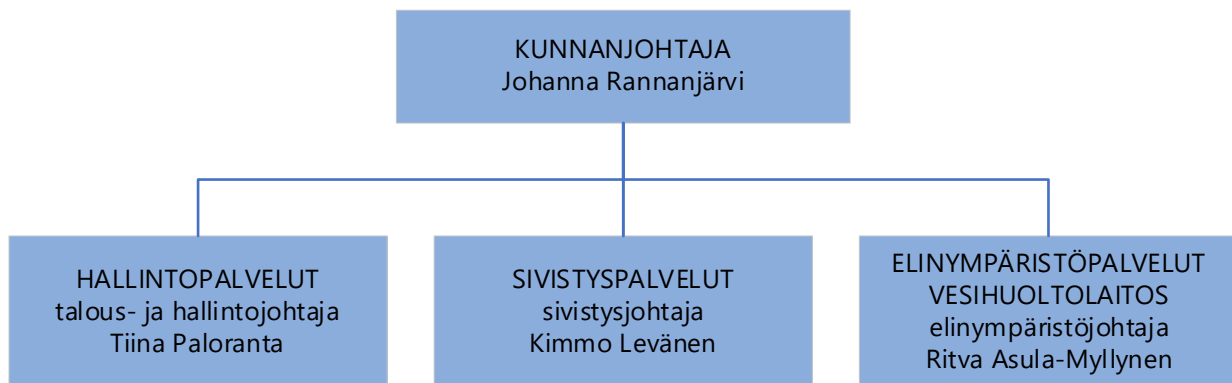 KUNNANJOHTAJA
Johanna Rannanjärvi
HALLINTOPALVELUT
talous- ja hallintojohtaja
Tiina Paloranta
SIVISTYSPALVELUT
sivistysjohtaja
Kimmo Levänen
ELINYMPÄRISTÖPALVELUT
VESIHUOLTOLAITOS
elinympäristöjohtaja
Ritva Asula-Myllynen